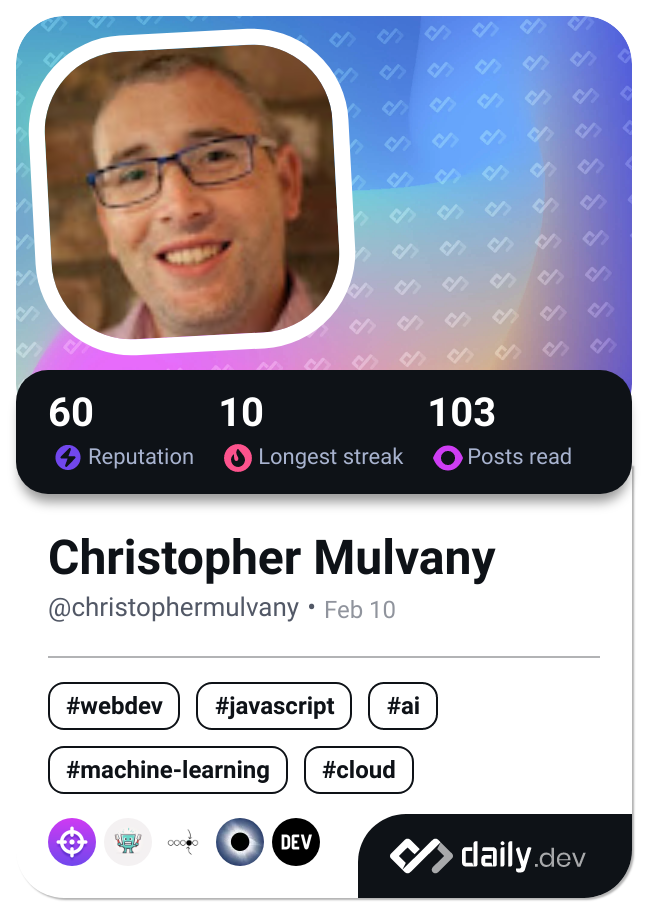 60 10 103
Reputation Longest streak Posts read
Christopher Mulvany
@christophermulvany • Feb 10
#webdev #javascript #ai
#machine-learning #cloud
DEV
daily.dev